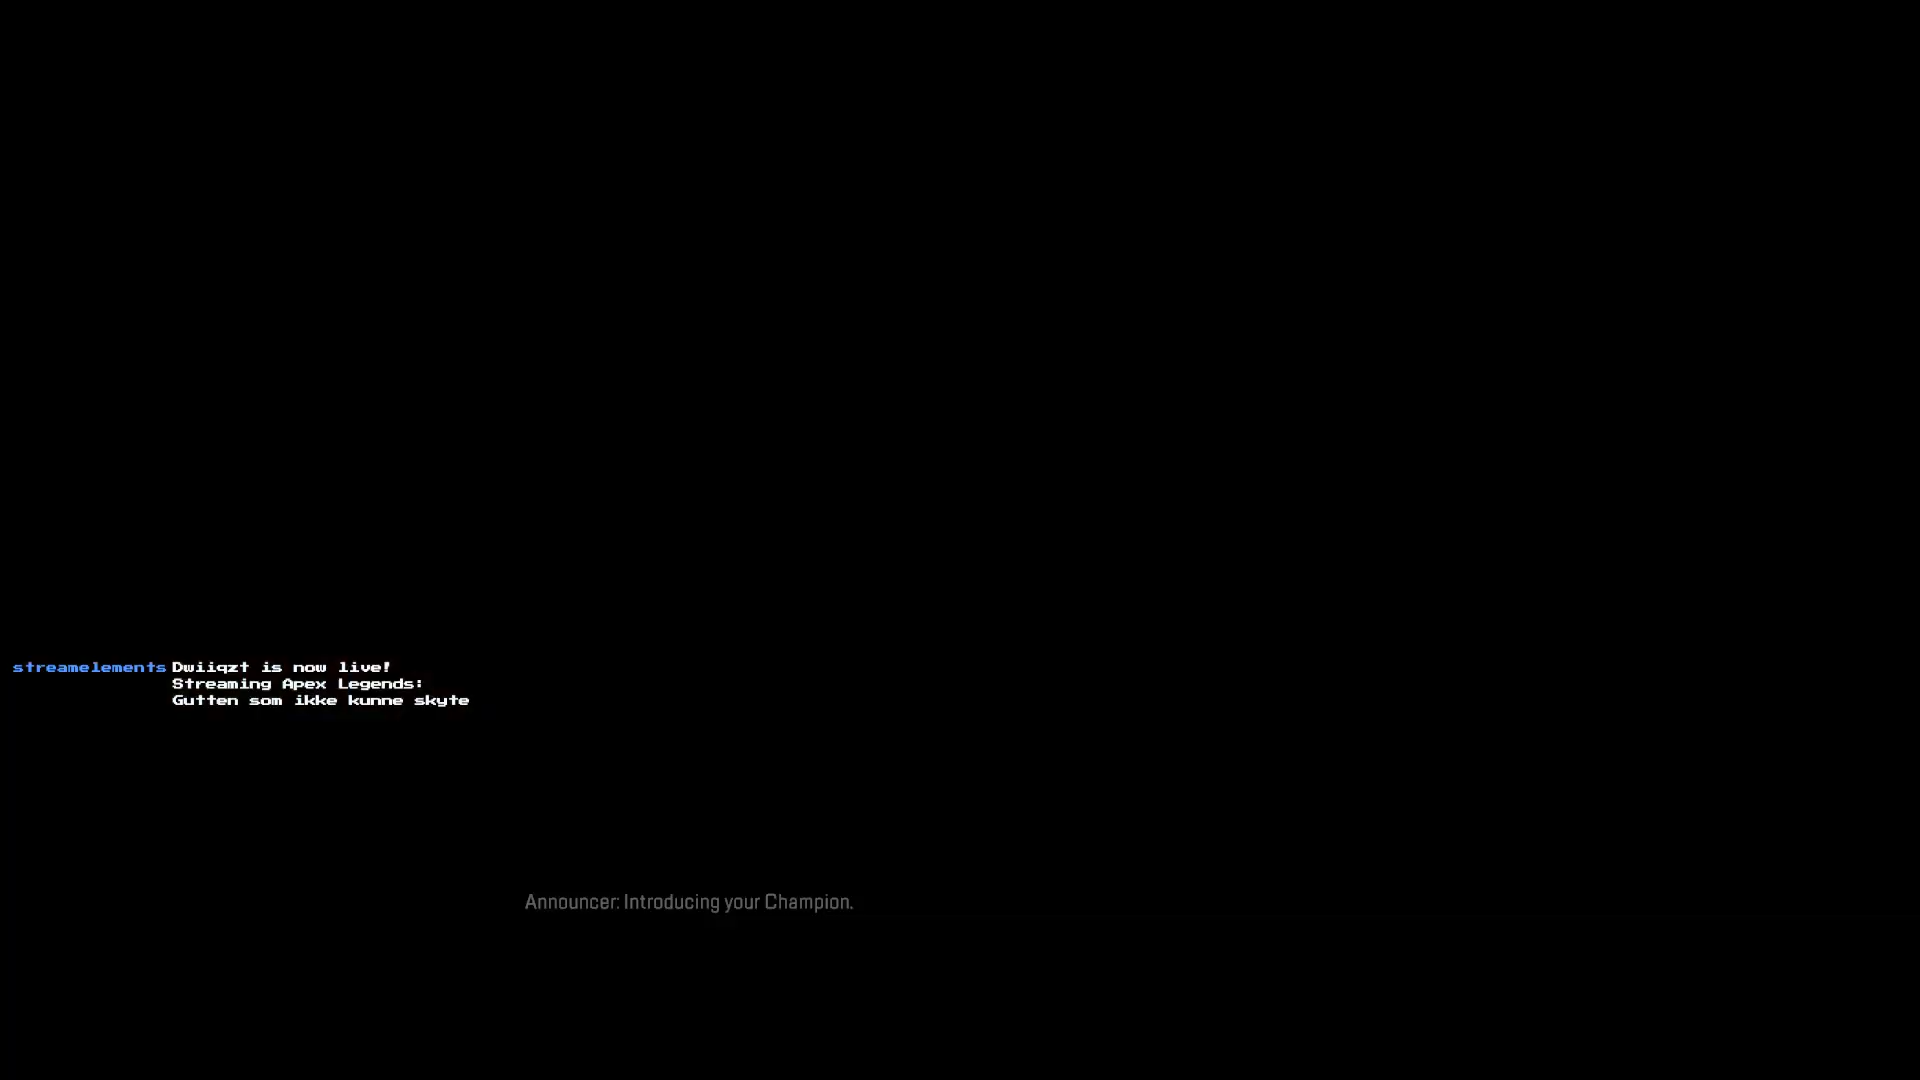 streamelements Dwiiqzt is now live!
Streaming Apex Legends:
Gutten som ikke kunne skyte
Announcer: Introducing your Champion.